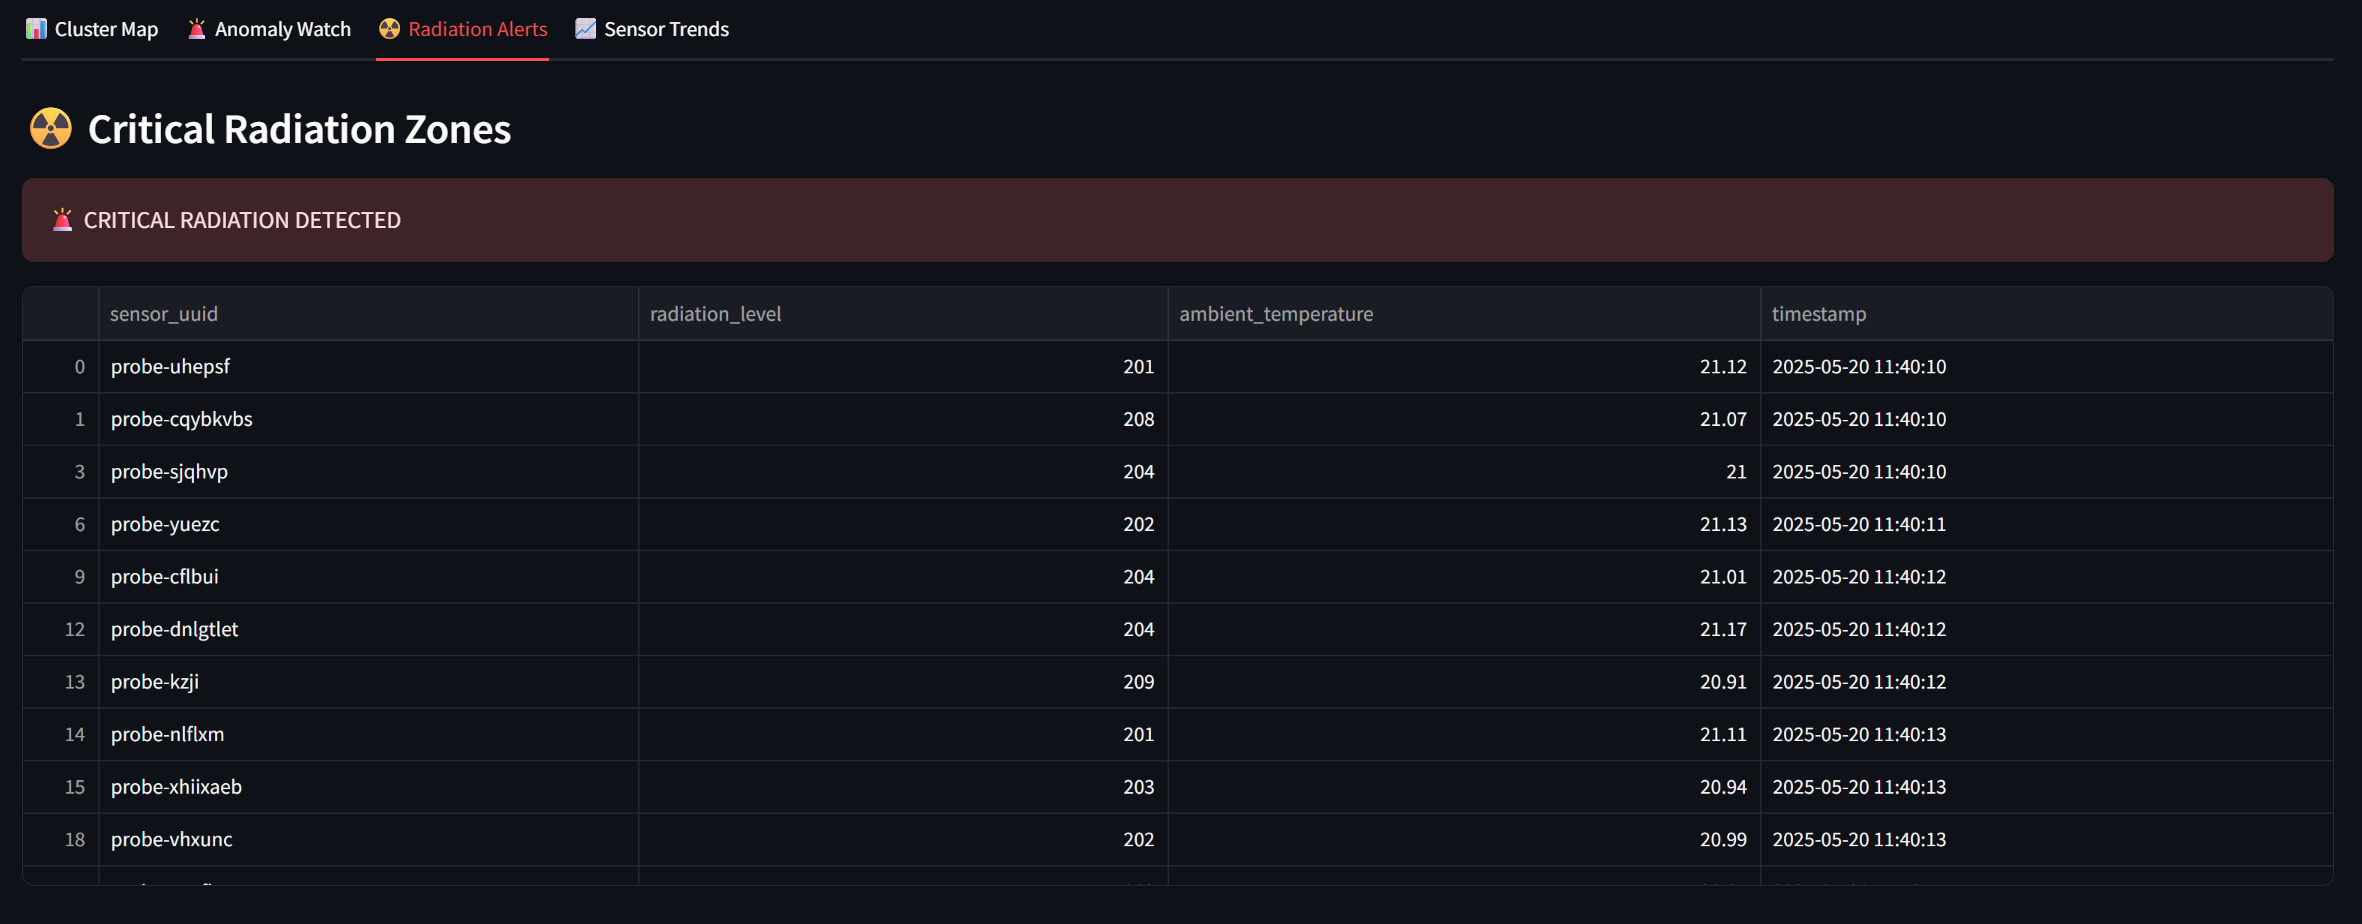 Cluster Map Anomaly Watch Radiation Alerts Sensor Trends
Critical Radiation Zones
CRITICAL RADIATION DETECTED
sensor_uuid radiation_level ambient_temperature timestamp
0 probe-uhepsf 201 21.12 2025-05-20 11:40:10
1 probe-cqybkvbs 208 21.07 2025-05-20 11:40:10
3 probe-sjqhvp 204 21 2025-05-20 11:40:10
6 probe-yuezc 202 21.13 2025-05-20 11:40:11
9 probe-cflbui 204 21.01 2025-05-20 11:40:12
12 probe-dnlgtlet 204 21.17 2025-05-20 11:40:12
13 probe-kzji 209 20.91 2025-05-20 11:40:12
14 probe-nlflxm 201 21.11 2025-05-20 11:40:13
15 probe-xhiixaeb 203 20.94 2025-05-20 11:40:13
18 probe-vhxunc 202 20.99 2025-05-20 11:40:13